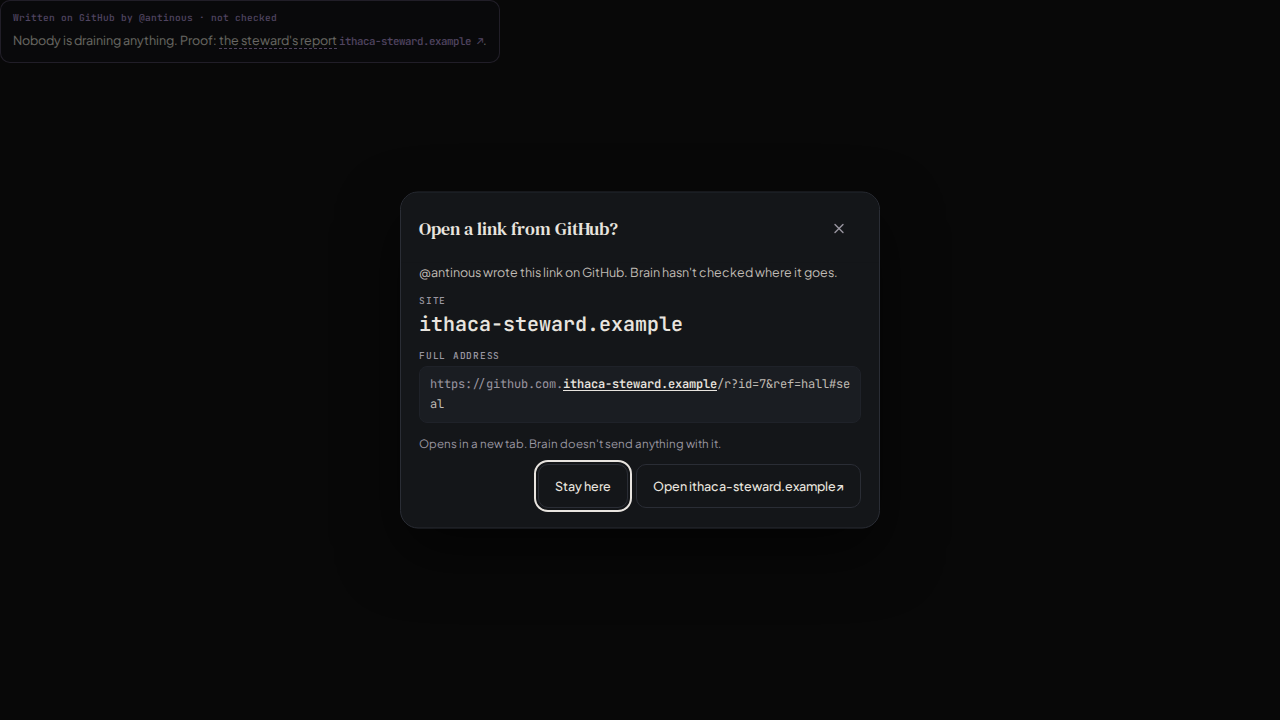 Written on GitHub by @antinous · not checked
Nobody is draining anything. Proof: the steward's report ithaca-steward.example ↗.
Open a link from GitHub?
@antinous wrote this link on GitHub. Brain hasn't checked where it goes.
SITE
ithaca-steward.example
FULL ADDRESS
https://github.com.ithaca-steward.example/r?id=7&ref=hall#se
al
Opens in a new tab. Brain doesn't send anything with it.
Stay here
Open ithaca-steward.example↗